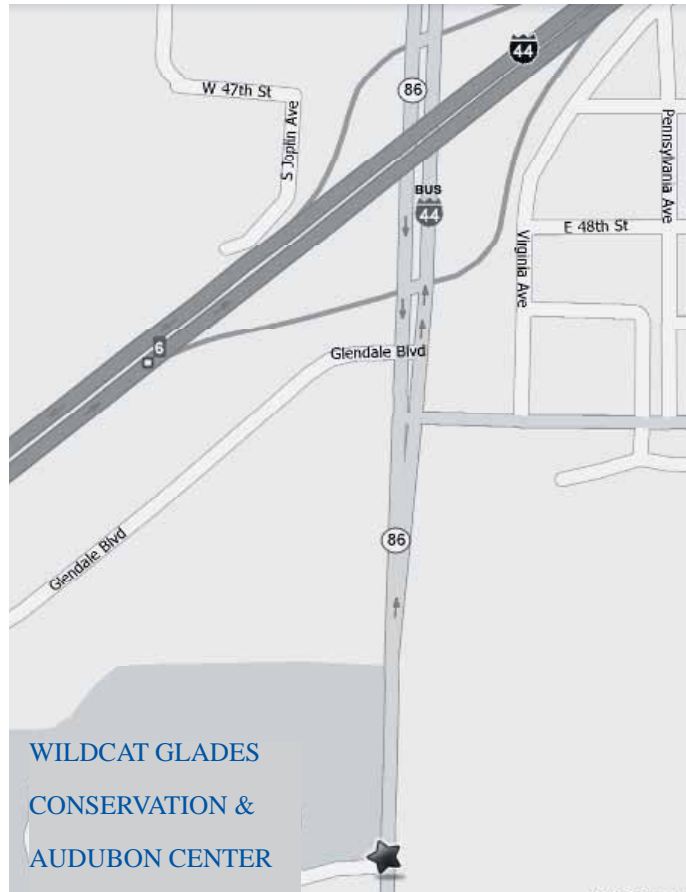 44
W 47th St
86
S Joplin Ave
Pennsylvania Ave
BUS
44
E 48th St
Virginia Ave
6
Glendale Blvd
86
Glendale Blvd
WILDCAT GLADES
CONSERVATION &
AUDUBON CENTER